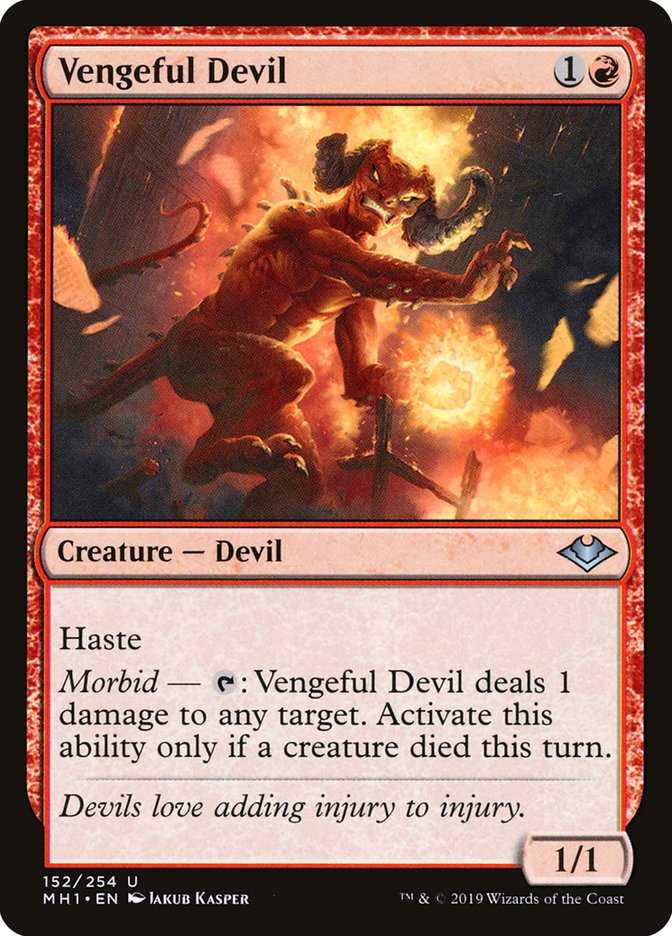 Vengeful Devil 1
Creature — Devil
Haste
Morbid — : Vengeful Devil deals 1
damage to any target. Activate this
ability only if a creature died this turn.
Devils love adding injury to injury.
1/1
152/254 U
MH1 • EN Jakub Kasper
™ & © 2019 Wizards of the Coast